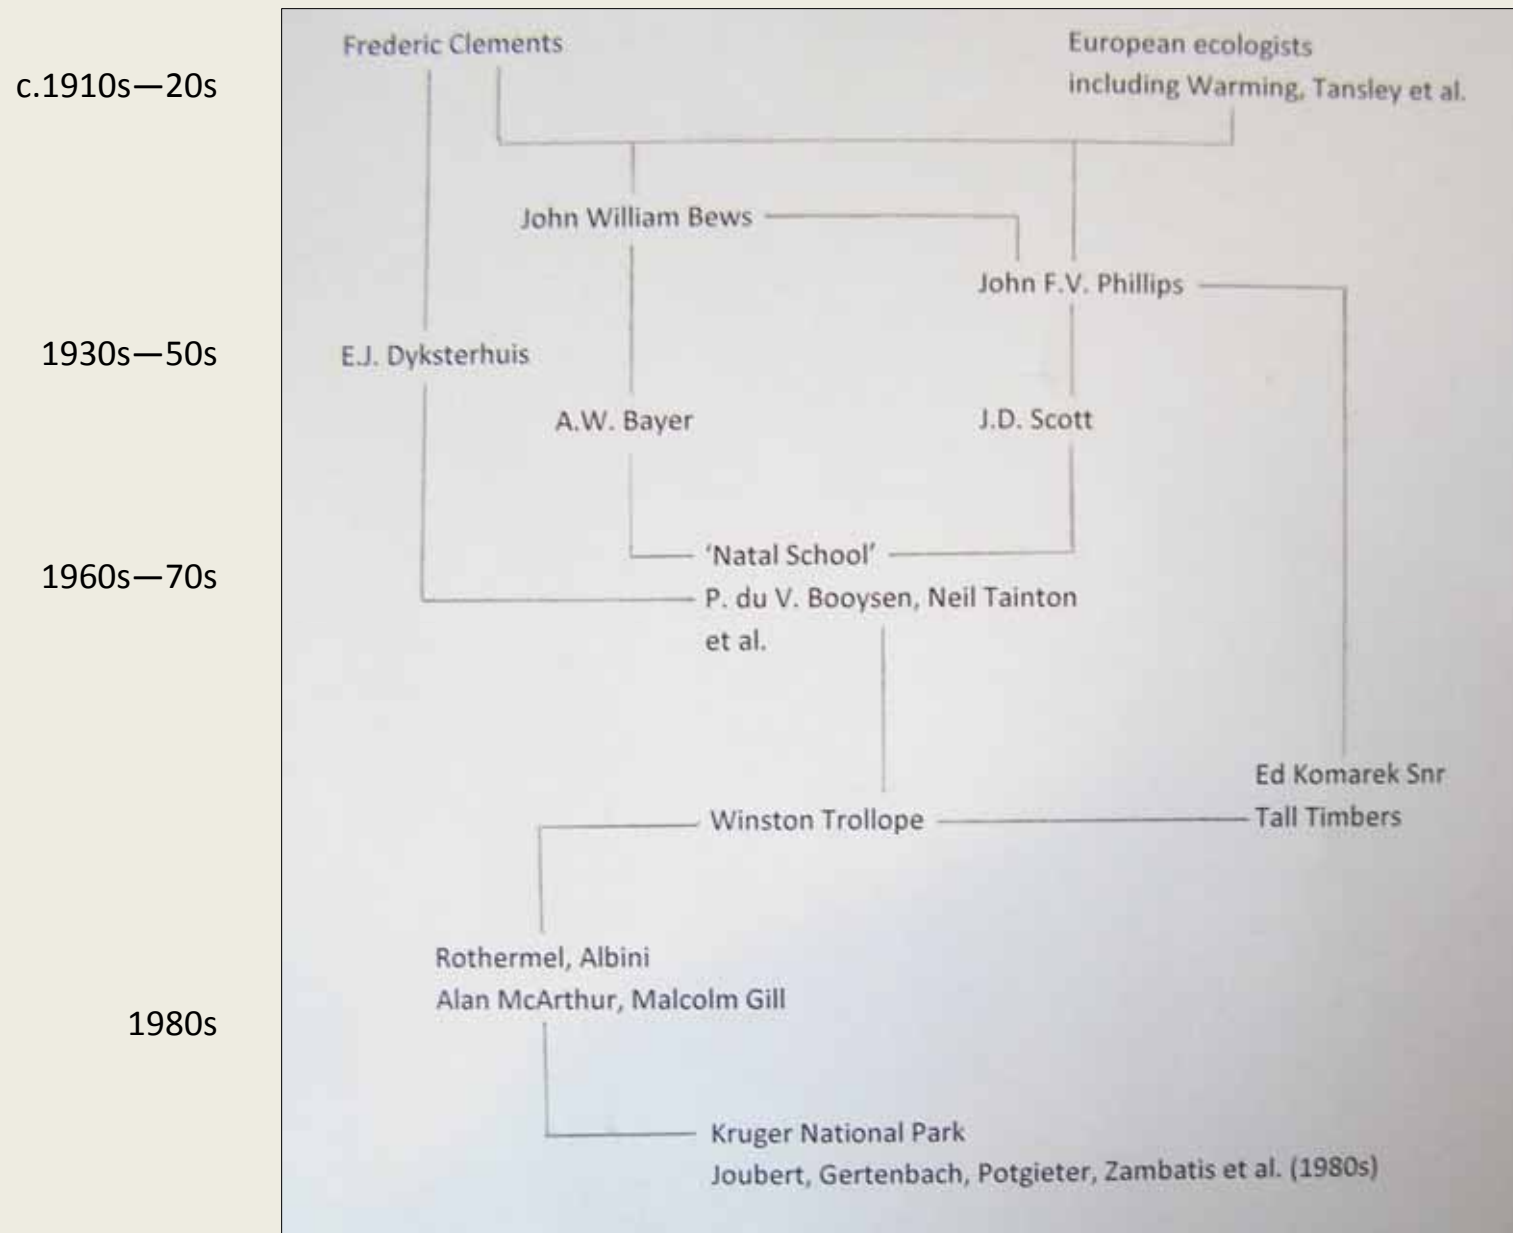 Frederic Clements
European ecologists
including Warming, Tansley et al.
c.1910s—20s
John William Bews
John F.V. Phillips
1930s—50s
E.J. Dyksterhuis
A.W. Bayer
J.D. Scott
1960s—70s
'Natal School'
P. du V. Booysen, Neil Tainton
et al.
Ed Komarek Snr
Tall Timbers
Winston Trollope
Rothermel, Albini
Alan McArthur, Malcolm Gill
1980s
Kruger National Park
Joubert, Gertenbach, Potgieter, Zambatis et al. (1980s)